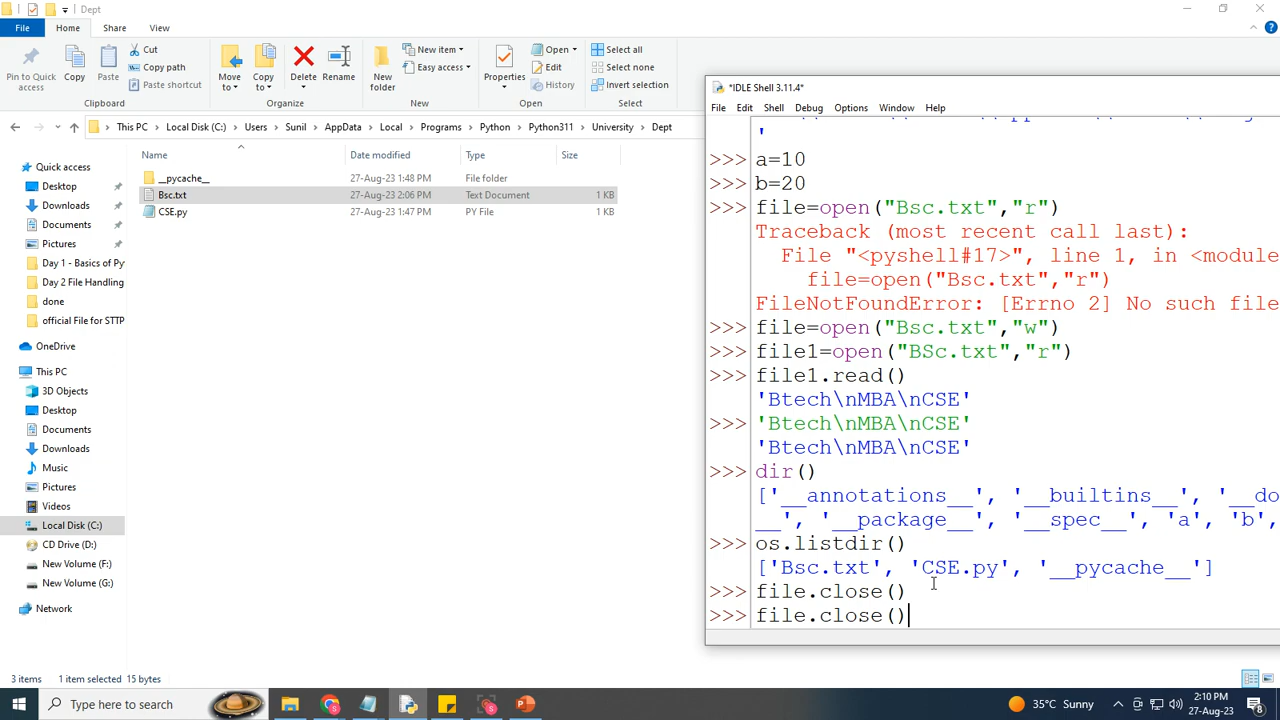 Dept
File
Home
Share
View
Pin to Quick access
Copy
Paste
Cut
Copy path
Paste shortcut
Clipboard
Move to
Copy to
Delete
Rename
Organize
New folder
New item
Easy access
New
Properties
Open
Edit
History
Open
Select all
Select none
Invert selection
Select
This PC > Local Disk (C:) > Users > Sunil > AppData > Local > Programs > Python > Python311 > University > Dept
Name
Date modified
Type
Size
__pycache__ 27-Aug-23 1:48 PM File folder
Bsc.txt 27-Aug-23 2:06 PM Text Document 1 KB
CSE.py 27-Aug-23 1:47 PM PY File 1 KB
Quick access
Desktop
Downloads
Documents
Pictures
Day 1 - Basics of Py
Day 2 File Handling
done
official File for STTP
OneDrive
This PC
3D Objects
Desktop
Documents
Downloads
Music
Pictures
Videos
Local Disk (C:)
CD Drive (D:)
New Volume (F:)
New Volume (G:)
Network
3 items
1 item selected 15 bytes
*IDLE Shell 3.11.4*
File Edit Shell Debug Options Window Help
'
>>> a=10
>>> b=20
>>> file=open("Bsc.txt","r")
Traceback (most recent call last):
File "<pyshell#17>", line 1, in <module
file=open("Bsc.txt","r")
FileNotFoundError: [Errno 2] No such file
>>> file=open("Bsc.txt","w")
>>> file1=open("BSc.txt","r")
>>> file1.read()
'Btech\nMBA\nCSE'
>>> 'Btech\nMBA\nCSE'
'Btech\nMBA\nCSE'
>>> dir()
['__annotations__', '__builtins__', '__do
__', '__package__', '__spec__', 'a', 'b',
>>> os.listdir()
['Bsc.txt', 'CSE.py', '__pycache__']
>>> file.close()
>>> file.close()
Type here to search
35°C Sunny
2:10 PM
27-Aug-23
8